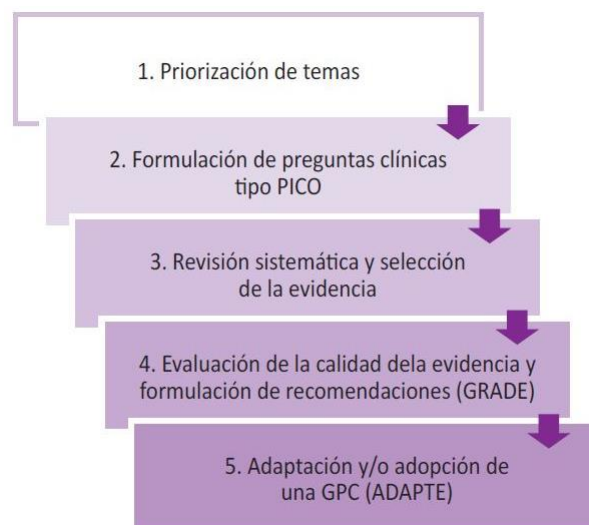 1. Priorización de temas
2. Formulación de preguntas clínicas
tipo PICO
3. Revisión sistemática y selección
de la evidencia
4. Evaluación de la calidad dela evidencia y
formulación de recomendaciones (GRADE)
5. Adaptación y/o adopción de
una GPC (ADAPTE)